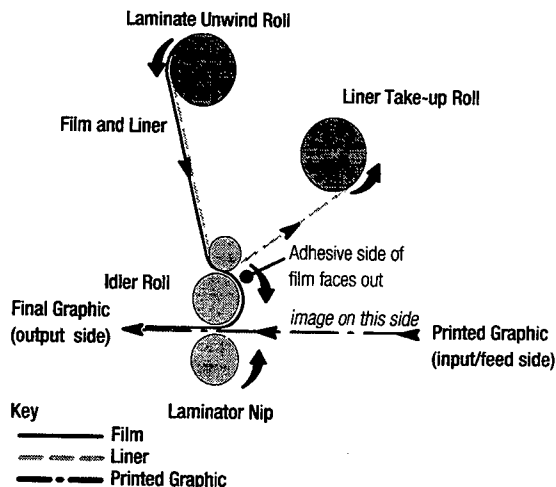 Laminate Unwind Roll
Liner Take-up Roll
Film and Liner
Adhesive side of
film faces out
Idler Roll
Final Graphic
(output side)
image on this side
Printed Graphic
(input/feed side)
Laminator Nip
Key
Film
Liner
Printed Graphic